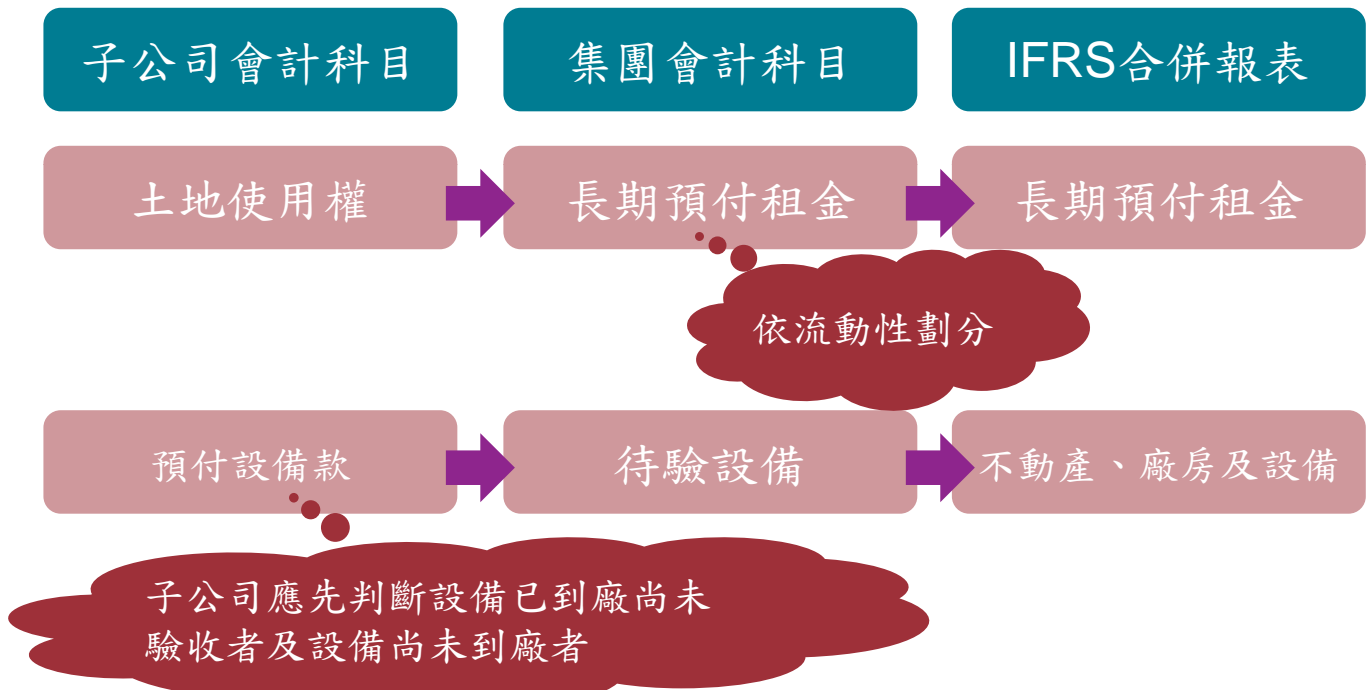 子公司會計科目
集團會計科目
IFRS合併報表
土地使用權
長期預付租金
長期預付租金
依流動性劃分
預付設備款
待驗設備
不動產、廠房及設備
子公司應先判斷設備已到廠尚未
驗收者及設備尚未到廠者